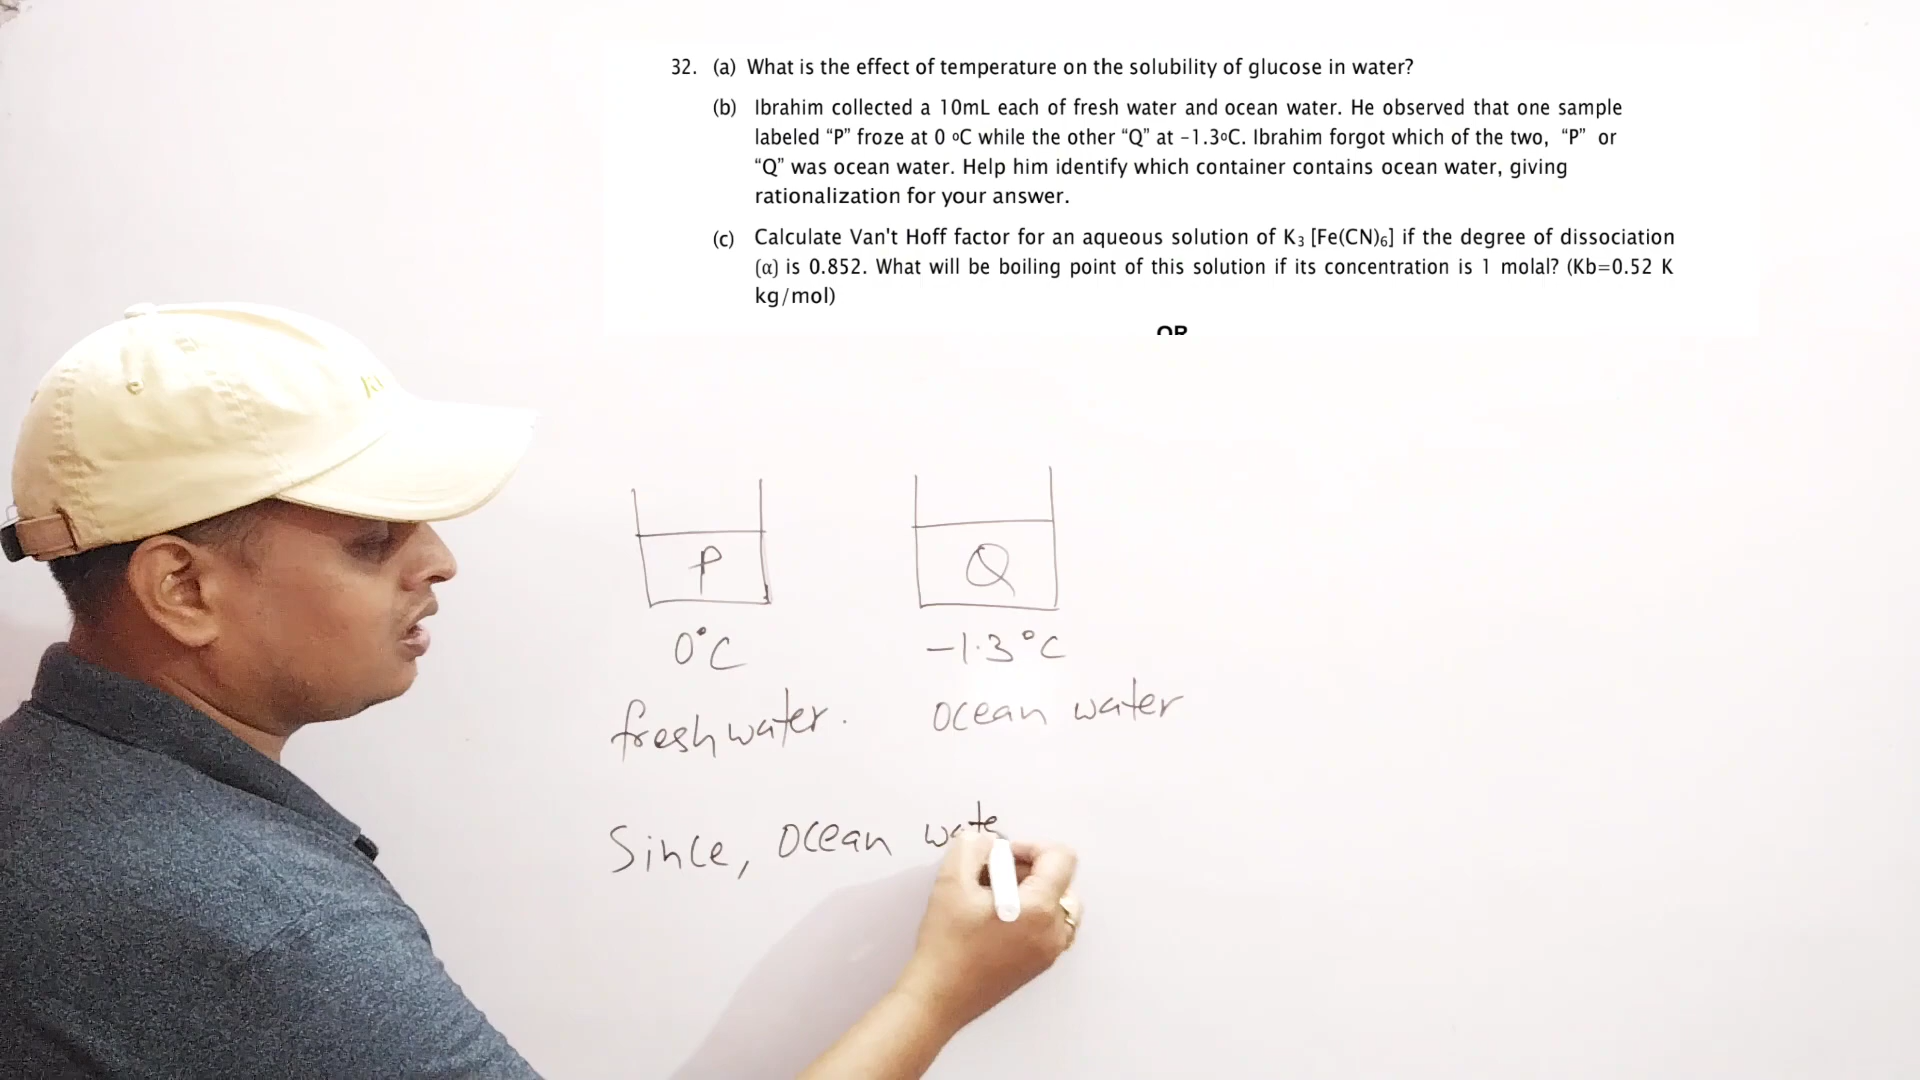 32. (a) What is the effect of temperature on the solubility of glucose in water?
(b) Ibrahim collected a 10mL each of fresh water and ocean water. He observed that one sample
labeled “P” froze at 0 ºC while the other “Q” at –1.3ºC. Ibrahim forgot which of the two, “P” or
“Q” was ocean water. Help him identify which container contains ocean water, giving
rationalization for your answer.
(c) Calculate Van't Hoff factor for an aqueous solution of K₃ [Fe(CN)₆] if the degree of dissociation
(α) is 0.852. What will be boiling point of this solution if its concentration is 1 molal? (Kb=0.52 K
kg/mol)
OR
P Q
0°C -1.3°C
fresh water. ocean water
Since, Ocean wate